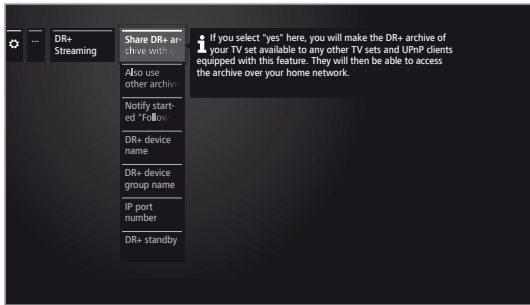 ...
DR+
Streaming
Share DR+ ar-
chive with o
Also use
other archive
Notify start-
ed "Follow
DR+ device
name
DR+ device
group name
IP port
number
DR+ standby
If you select "yes" here, you will make the DR+ archive of
your TV set available to any other TV sets and UPnP clients
equipped with this feature. They will then be able to access
the archive over your home network.